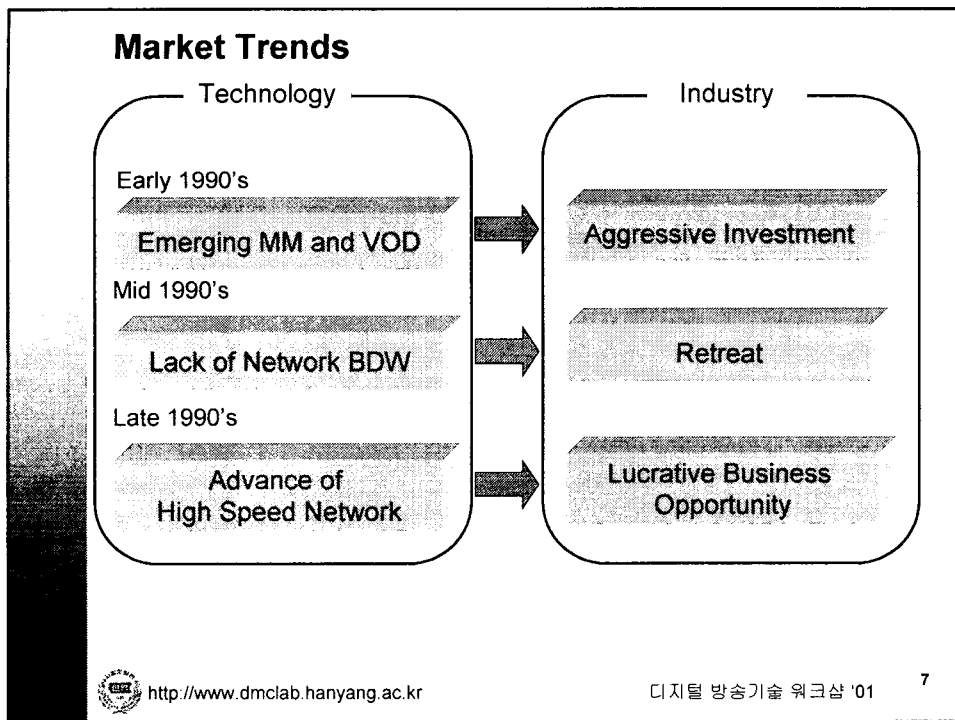 Market Trends
Technology
Industry
Early 1990's
Emerging MM and VOD
Aggressive Investment
Mid 1990's
Lack of Network BDW
Retreat
Late 1990's
Advance of
High Speed Network
Lucrative Business
Opportunity
http://www.dmclab.hanyang.ac.kr
디지털 방송기술 워크샵 '01
7